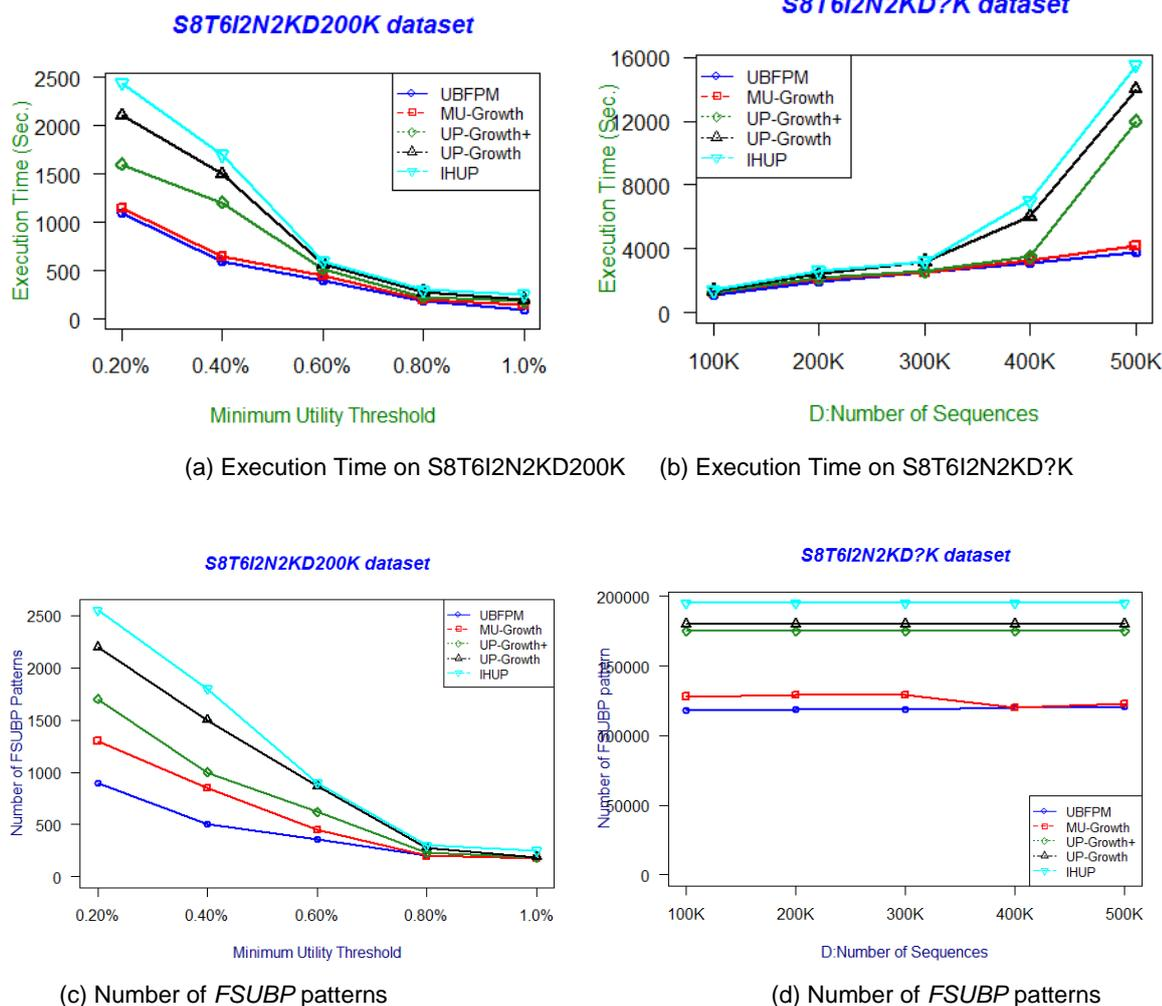 S8T6I2N2KD200K dataset
Execution Time (Sec.)
2500
2000
1500
1000
500
0
UBFPM
MU-Growth
UP-Growth+
UP-Growth
IHUP
0.20%
0.40%
0.60%
0.80%
1.0%
Minimum Utility Threshold
S8T6I2N2KD?K dataset
Execution Time (Sec.)
16000
12000
8000
4000
0
UBFPM
MU-Growth
UP-Growth+
UP-Growth
IHUP
100K
200K
300K
400K
500K
D:Number of Sequences
(a) Execution Time on S8T6I2N2KD200K
(b) Execution Time on S8T6I2N2KD?K
S8T6I2N2KD200K dataset
Number of FSUBP Patterns
2500
2000
1500
1000
500
0
UBFPM
MU-Growth
UP-Growth+
UP-Growth
IHUP
0.20%
0.40%
0.60%
0.80%
1.0%
Minimum Utility Threshold
S8T6I2N2KD?K dataset
Number of FSUBP pattern
200000
150000
100000
50000
0
UBFPM
MU-Growth
UP-Growth+
UP-Growth
IHUP
100K
200K
300K
400K
500K
D:Number of Sequences
(c) Number of FSUBP patterns
(d) Number of FSUBP patterns